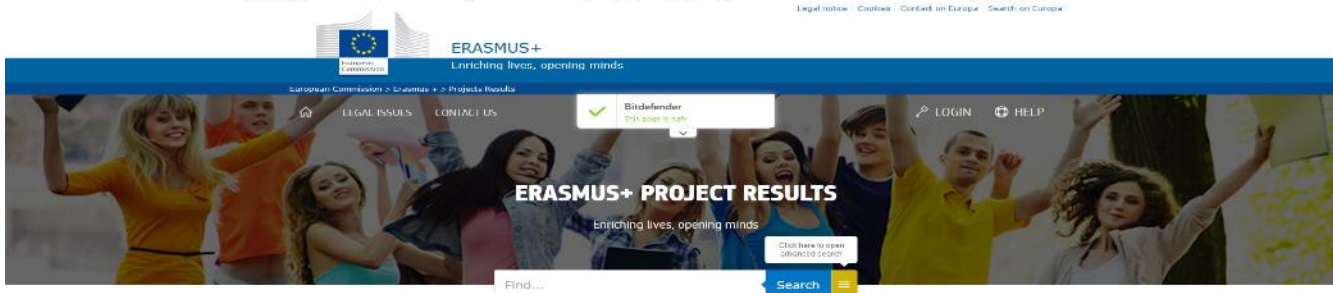 Legal notice Cookies Contact on Europa Search on Europa
ERASMUS+
European
Commission
Enriching lives, opening minds
European Commission > Erasmus + > Projects Results
LEGAL ISSUES CONTACT US
Bitdefender
This page is safe
LOGIN HELP
ERASMUS+ PROJECT RESULTS
Enriching lives, opening minds
Click here to open
advanced search
Find...
Search